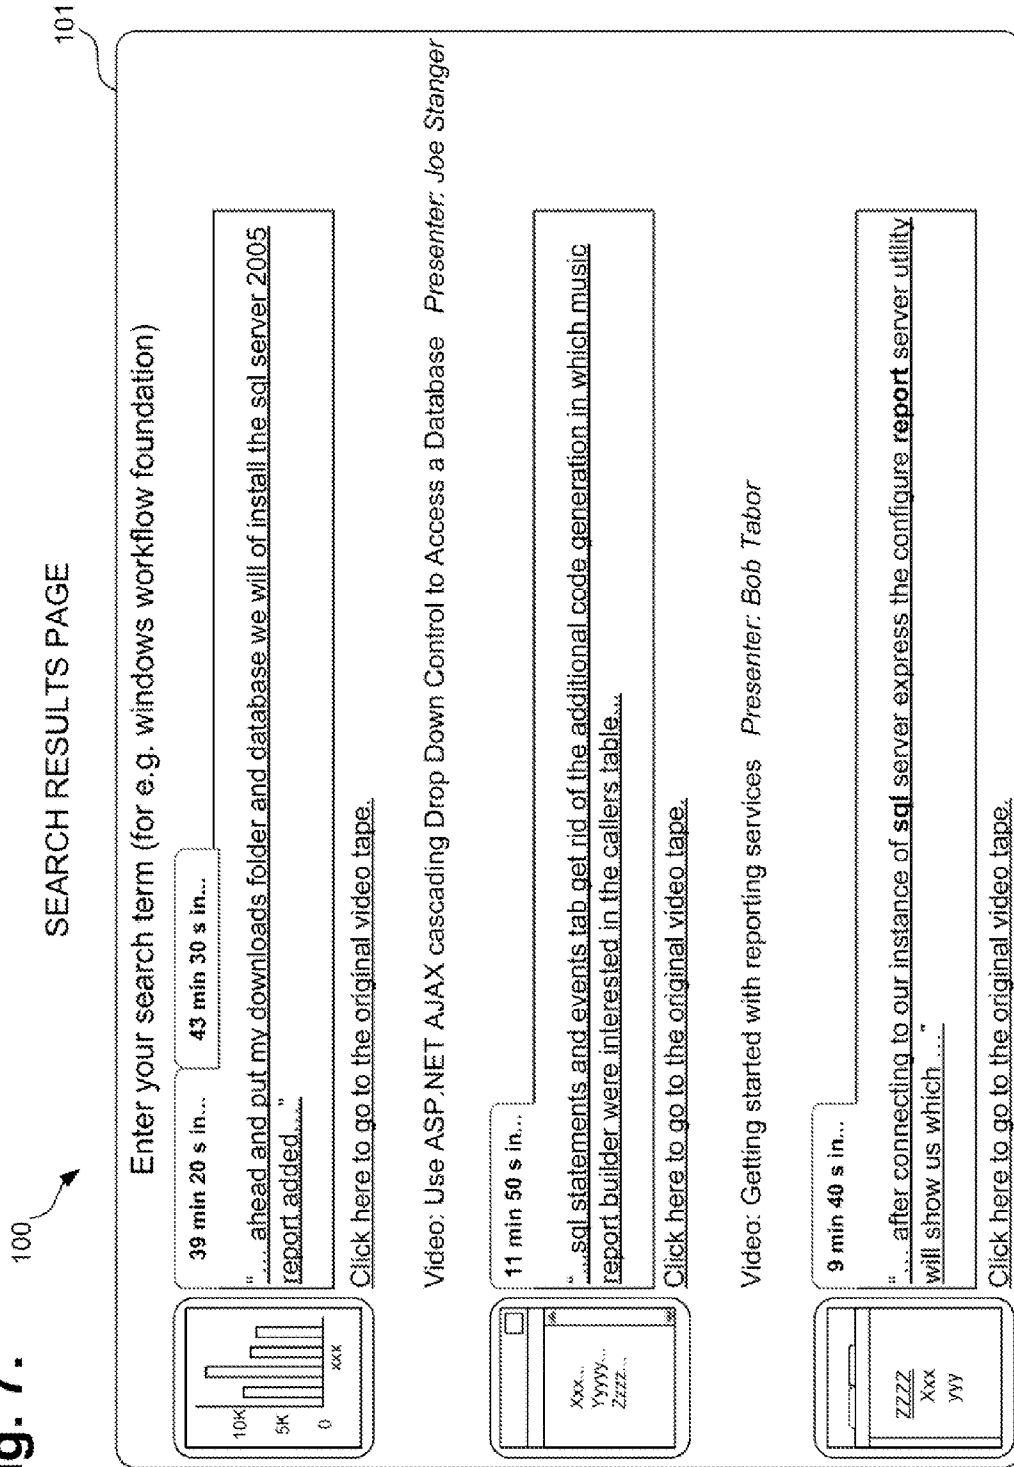 ig. 7.
100
SEARCH RESULTS PAGE
101
Enter your search term (for e.g. windows workflow foundation)
10K
5K
0
xxx
39 min 20 s in...
43 min 30 s in...
“.... ahead and put my downloads folder and database we will of install the sql server 2005
report added....”
Click here to go to the original video tape.
Video: Use ASP.NET AJAX cascading Drop Down Control to Access a Database Presenter: Joe Stanger
Xxx...
Yyyyy...
Zzzz....
11 min 50 s in...
“....sql statements and events tab get rid of the additional code generation in which music
report builder were interested in the callers table...
Click here to go to the original video tape.
Video: Getting started with reporting services Presenter: Bob Tabor
zzzz
Xxx
yyy
9 min 40 s in...
“.... after connecting to our instance of sql server express the configure report server utility
will show us which ....”
Click here to go to the original video tape.